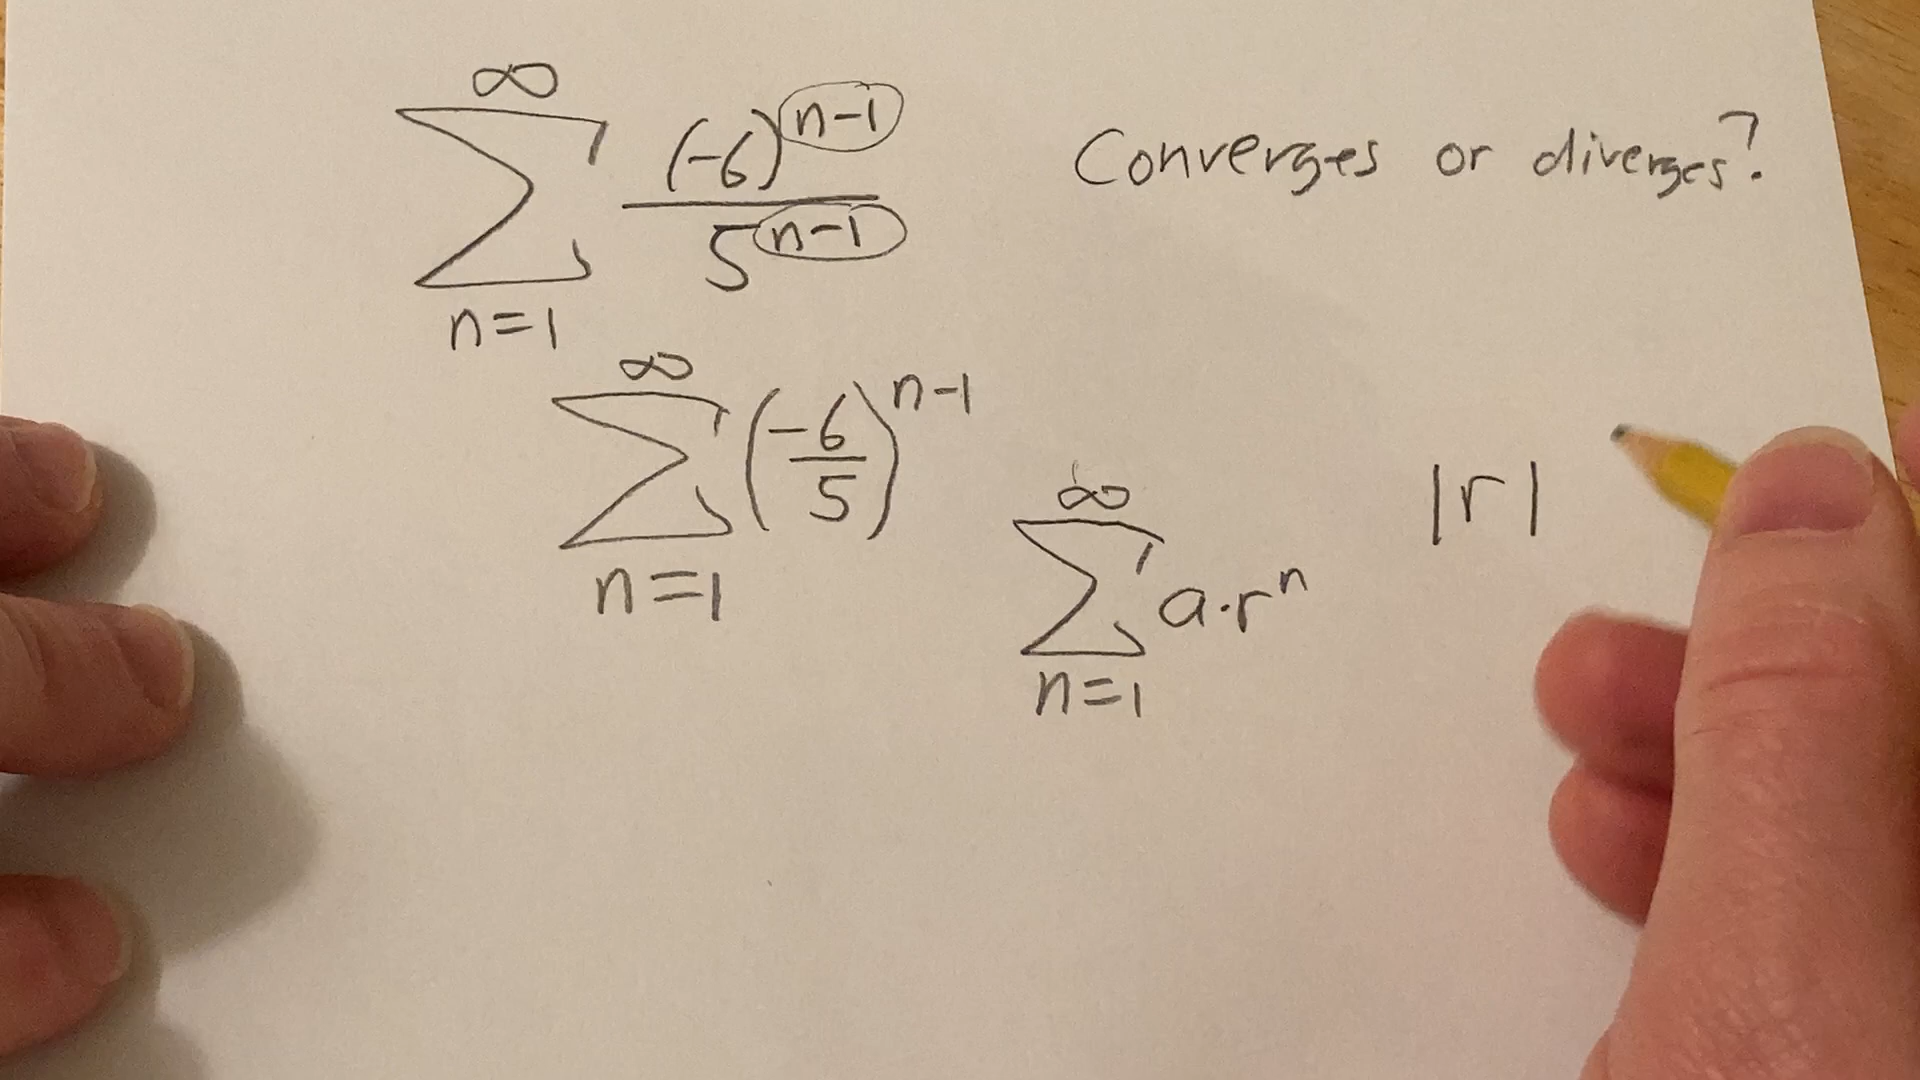 ∞
∑ (-6)^(n-1) / 5^(n-1) Converges or diverges?
n=1
∞
∑ (-6/5)^(n-1)
n=1
∞
∑ a·r^n |r|
n=1